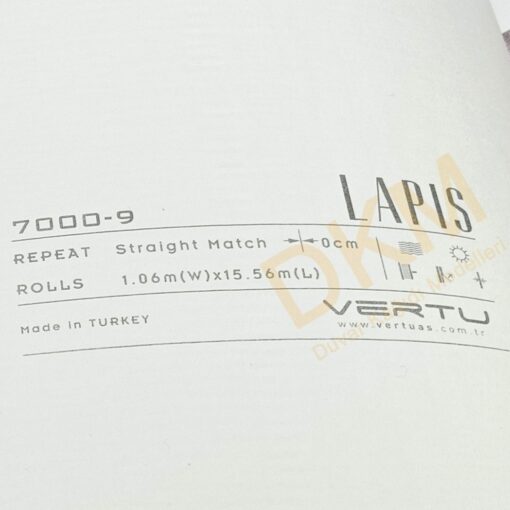 LAPIS
7000-9
REPEAT Straight Match 0cm
ROLLS 1.06m(W)x15.56m(L)
Made in TURKEY
VERTU
www.vertuas.com.tr
DKM